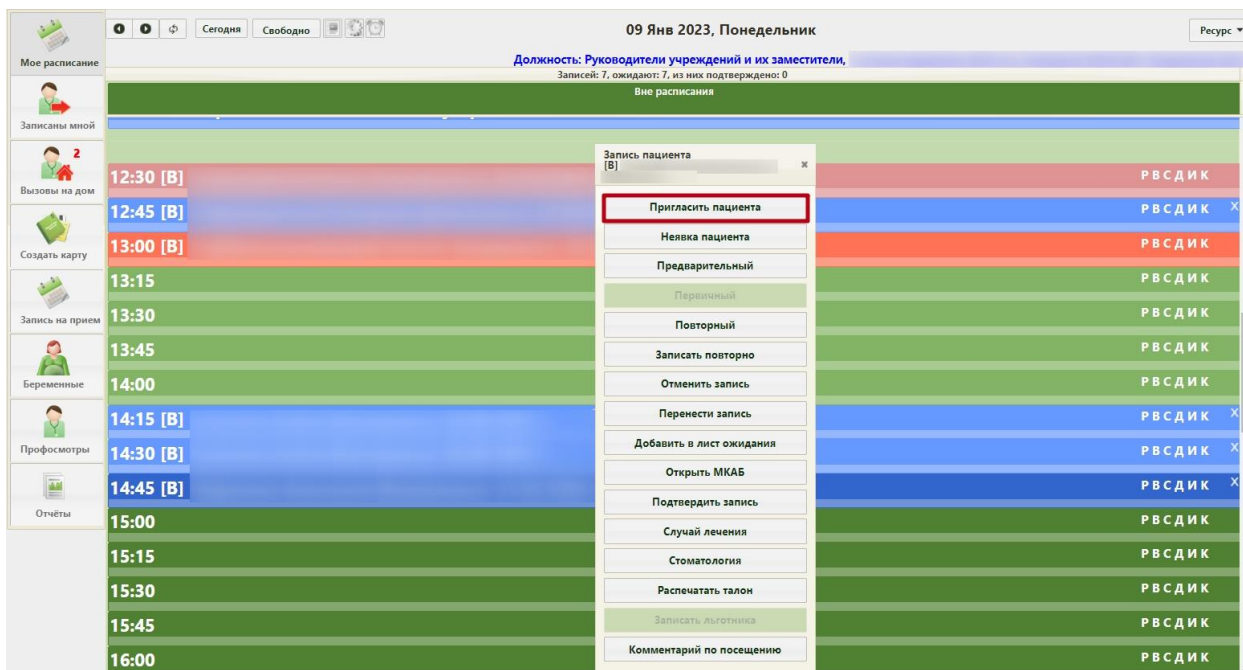 Сегодня Свободно
09 Янв 2023, Понедельник
Ресурс
Должность: Руководители учреждений и их заместители,
Записей: 7, ожидают: 7, из них подтверждено: 0
Вне расписания
Мое расписание
Записаны мной
2
Вызовы на дом
Создать карту
Запись на прием
Беременные
Профосмотры
Отчёты
12:30 [В] Р В С Д И К
12:45 [В] Р В С Д И К X
13:00 [В] Р В С Д И К
13:15 Р В С Д И К
13:30 Р В С Д И К
13:45 Р В С Д И К
14:00 Р В С Д И К
14:15 [В] Р В С Д И К X
14:30 [В] Р В С Д И К X
14:45 [В] Р В С Д И К X
15:00 Р В С Д И К
15:15 Р В С Д И К
15:30 Р В С Д И К
15:45 Р В С Д И К
16:00 Р В С Д И К
Запись пациента
[В]
Пригласить пациента
Неявка пациента
Предварительный
Первичный
Повторный
Записать повторно
Отменить запись
Перенести запись
Добавить в лист ожидания
Открыть МКАБ
Подтвердить запись
Случай лечения
Стоматология
Распечатать талон
Записать льготника
Комментарий по посещению